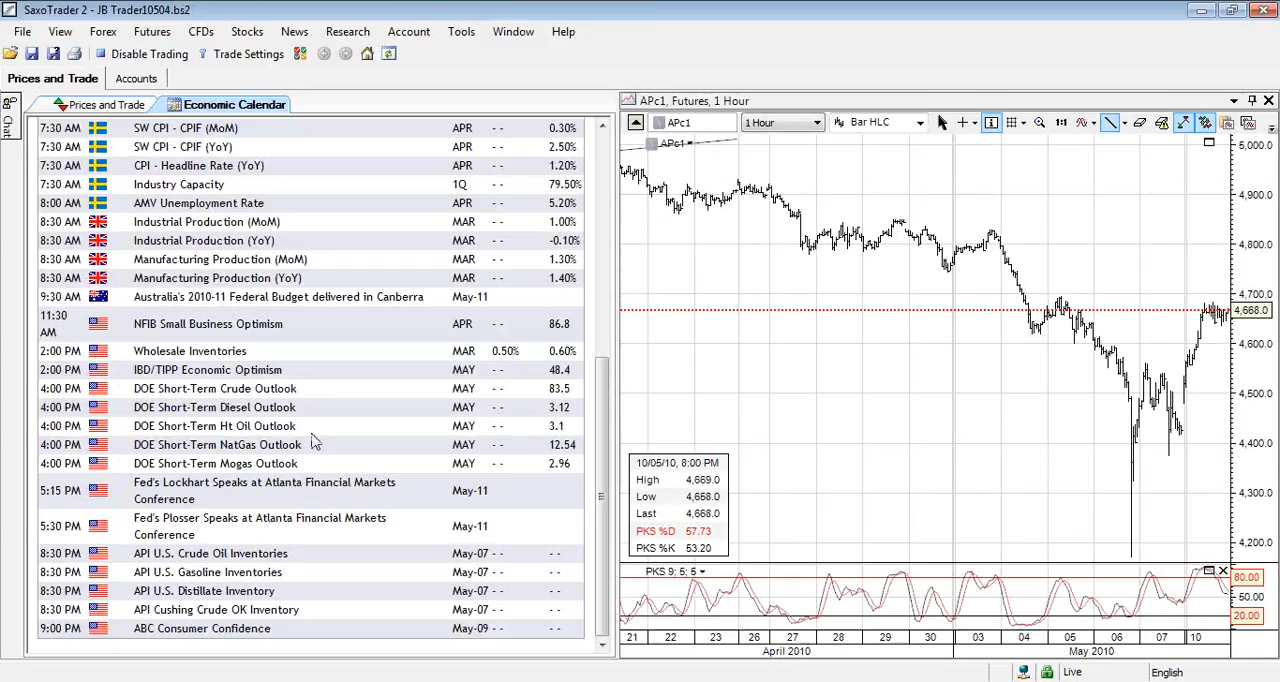 SaxoTrader 2 - JB Trader10504.bs2
File View Forex Futures CFDs Stocks News Research Account Tools Window Help
Disable Trading Trade Settings
Prices and Trade Accounts
Chat
Prices and Trade Economic Calendar
7:30 AM SW CPI - CPIF (MoM) APR - - 0.30%
7:30 AM SW CPI - CPIF (YoY) APR - - 2.50%
7:30 AM CPI - Headline Rate (YoY) APR - - 1.20%
7:30 AM Industry Capacity 1Q - - 79.50%
8:00 AM AMV Unemployment Rate APR - - 5.20%
8:30 AM Industrial Production (MoM) MAR - - 1.00%
8:30 AM Industrial Production (YoY) MAR - - -0.10%
8:30 AM Manufacturing Production (MoM) MAR - - 1.30%
8:30 AM Manufacturing Production (YoY) MAR - - 1.40%
9:30 AM Australia's 2010-11 Federal Budget delivered in Canberra May-11
11:30
AM NFIB Small Business Optimism APR - - 86.8
2:00 PM Wholesale Inventories MAR 0.50% 0.60%
2:00 PM IBD/TIPP Economic Optimism MAY - - 48.4
4:00 PM DOE Short-Term Crude Outlook MAY - - 83.5
4:00 PM DOE Short-Term Diesel Outlook MAY - - 3.12
4:00 PM DOE Short-Term Ht Oil Outlook MAY - - 3.1
4:00 PM DOE Short-Term NatGas Outlook MAY - - 12.54
4:00 PM DOE Short-Term Mogas Outlook MAY - - 2.96
5:15 PM Fed's Lockhart Speaks at Atlanta Financial Markets
Conference May-11
5:30 PM Fed's Plosser Speaks at Atlanta Financial Markets
Conference May-11
8:30 PM API U.S. Crude Oil Inventories May-07 - - - -
8:30 PM API U.S. Gasoline Inventories May-07 - - - -
8:30 PM API U.S. Distillate Inventory May-07 - - - -
8:30 PM API Cushing Crude OK Inventory May-07 - - - -
9:00 PM ABC Consumer Confidence May-09 - - - -
APc1, Futures, 1 Hour
APc1 1 Hour Bar HLC 1:1
APc1
5,000.0
4,900.0
4,800.0
4,700.0
4,668.0
4,600.0
4,500.0
4,400.0
4,300.0
4,200.0
10/05/10, 8:00 PM
High 4,669.0
Low 4,658.0
Last 4,668.0
PKS %D 57.73
PKS %K 53.20
PKS 9; 5; 5
80.00
50.00
20.00
21 22 23 26 27 28 29 30 03 04 05 06 07 10
April 2010 May 2010
Live English